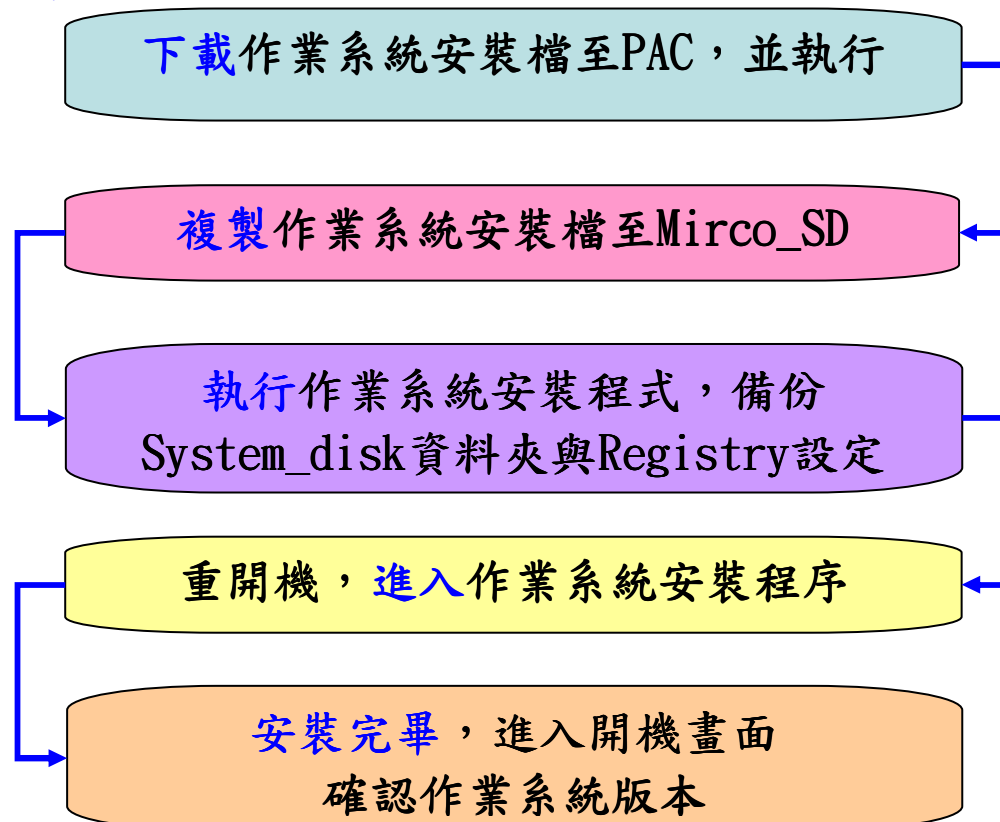 下載作業系統安裝檔至PAC，並執行
複製作業系統安裝檔至Mirco_SD
執行作業系統安裝程式，備份
System_disk資料夾與Registry設定
重開機，進入作業系統安裝程序
安裝完畢，進入開機畫面
確認作業系統版本